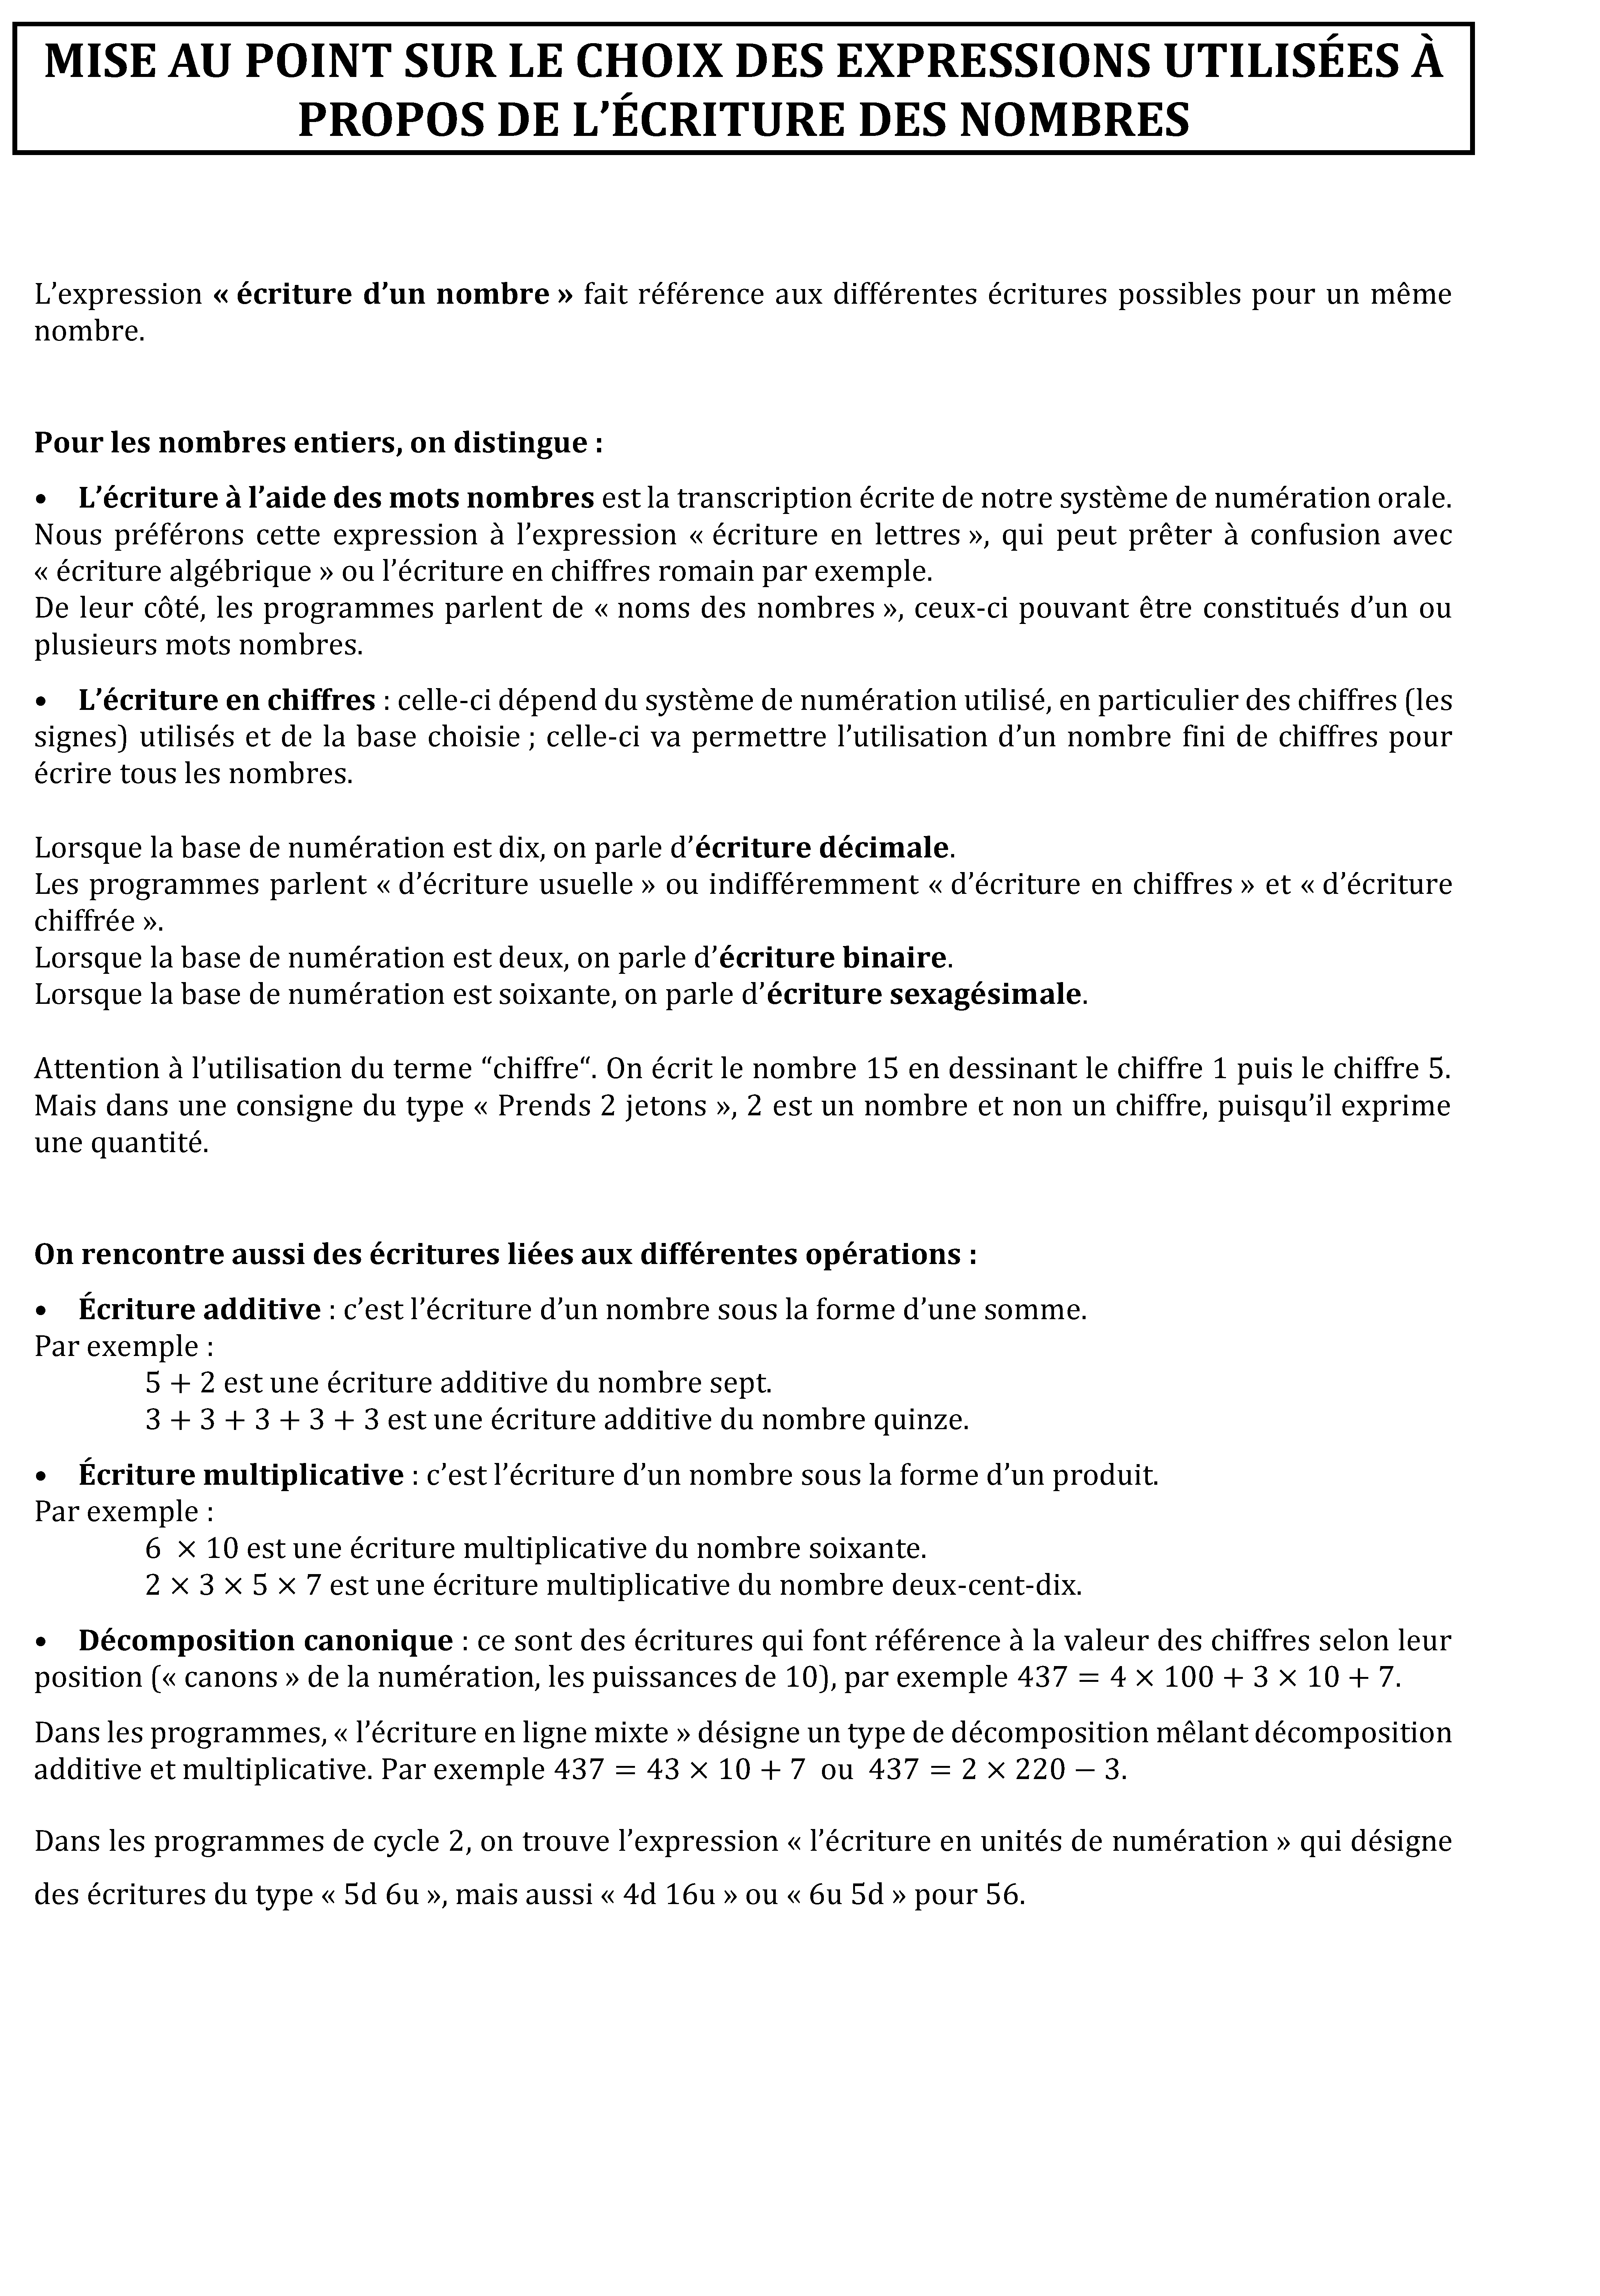 MISE AU POINT SUR LE CHOIX DES EXPRESSIONS UTILISÉES À
PROPOS DE L’ÉCRITURE DES NOMBRES
L’expression « écriture d’un nombre » fait référence aux différentes écritures possibles pour un même
nombre.
Pour les nombres entiers, on distingue :
• L’écriture à l’aide des mots nombres est la transcription écrite de notre système de numération orale.
Nous préférons cette expression à l’expression « écriture en lettres », qui peut prêter à confusion avec
« écriture algébrique » ou l’écriture en chiffres romain par exemple.
De leur côté, les programmes parlent de « noms des nombres », ceux-ci pouvant être constitués d’un ou
plusieurs mots nombres.
• L’écriture en chiffres : celle-ci dépend du système de numération utilisé, en particulier des chiffres (les
signes) utilisés et de la base choisie ; celle-ci va permettre l’utilisation d’un nombre fini de chiffres pour
écrire tous les nombres.
Lorsque la base de numération est dix, on parle d’écriture décimale.
Les programmes parlent « d’écriture usuelle » ou indifféremment « d’écriture en chiffres » et « d’écriture
chiffrée ».
Lorsque la base de numération est deux, on parle d’écriture binaire.
Lorsque la base de numération est soixante, on parle d’écriture sexagésimale.
Attention à l’utilisation du terme “chiffre“. On écrit le nombre 15 en dessinant le chiffre 1 puis le chiffre 5.
Mais dans une consigne du type « Prends 2 jetons », 2 est un nombre et non un chiffre, puisqu’il exprime
une quantité.
On rencontre aussi des écritures liées aux différentes opérations :
• Écriture additive : c’est l’écriture d’un nombre sous la forme d’une somme.
Par exemple :
5 + 2 est une écriture additive du nombre sept.
3 + 3 + 3 + 3 + 3 est une écriture additive du nombre quinze.
• Écriture multiplicative : c’est l’écriture d’un nombre sous la forme d’un produit.
Par exemple :
6 × 10 est une écriture multiplicative du nombre soixante.
2 × 3 × 5 × 7 est une écriture multiplicative du nombre deux-cent-dix.
• Décomposition canonique : ce sont des écritures qui font référence à la valeur des chiffres selon leur
position (« canons » de la numération, les puissances de 10), par exemple 437 = 4 × 100 + 3 × 10 + 7.
Dans les programmes, « l’écriture en ligne mixte » désigne un type de décomposition mêlant décomposition
additive et multiplicative. Par exemple 437 = 43 × 10 + 7 ou 437 = 2 × 220 − 3.
Dans les programmes de cycle 2, on trouve l’expression « l’écriture en unités de numération » qui désigne
des écritures du type « 5d 6u », mais aussi « 4d 16u » ou « 6u 5d » pour 56.